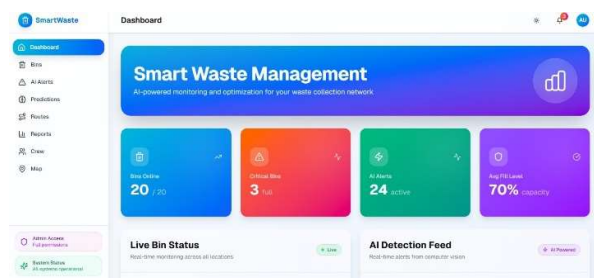 SmartWaste
Dashboard
AU
Dashboard
Bins
AI Alerts
Predictions
Routes
Reports
Crew
Map
Admin Access
Full permissions
System Status
All systems operational
Smart Waste Management
AI-powered monitoring and optimization for your waste collection network
Bins Online
20 / 20
Critical Bins
3 full
AI Alerts
24 active
Avg Fill Level
70% capacity
Live Bin Status
Real-time monitoring across all locations
Live
AI Detection Feed
Real-time alerts from computer vision
AI Powered